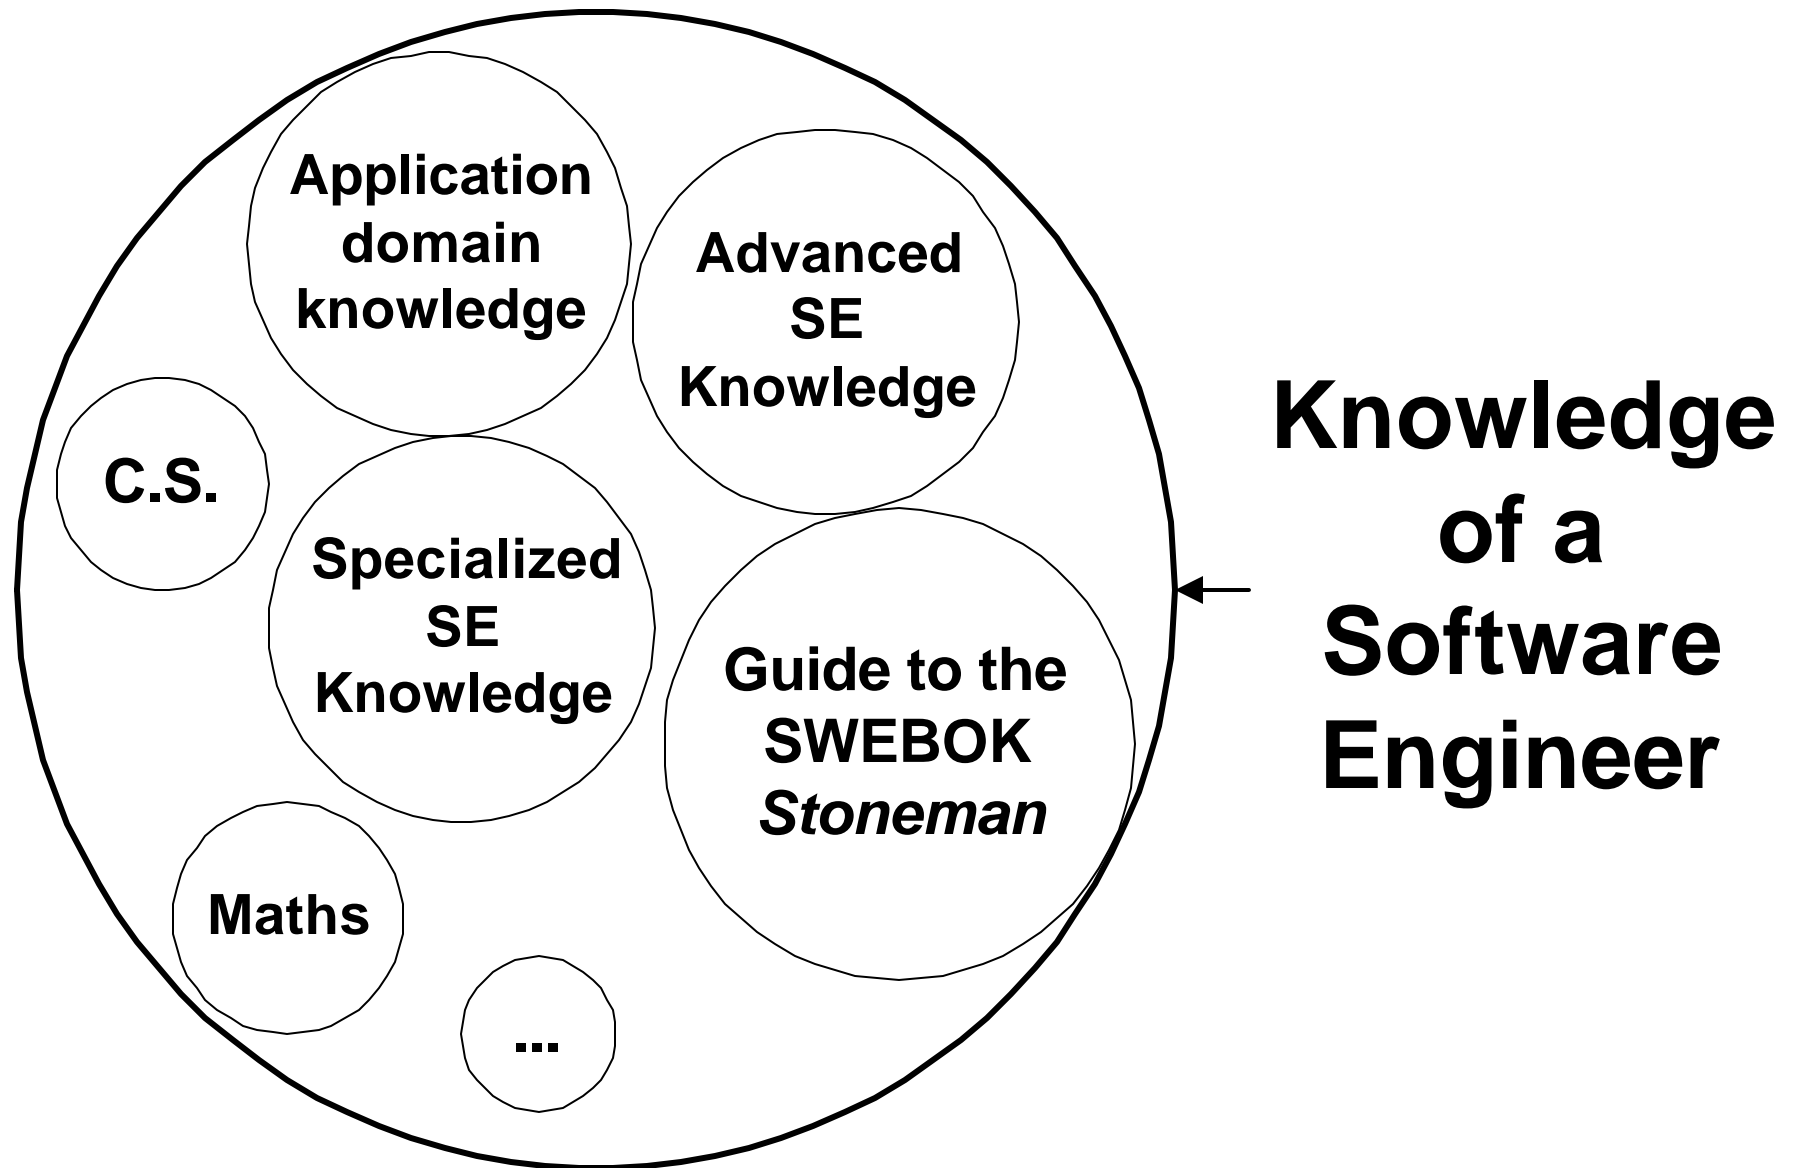 Application
domain
knowledge
Advanced
SE
Knowledge
C.S.
Specialized
SE
Knowledge
Guide to the
SWEBOK
Stoneman
Maths
...
Knowledge
of a
Software
Engineer